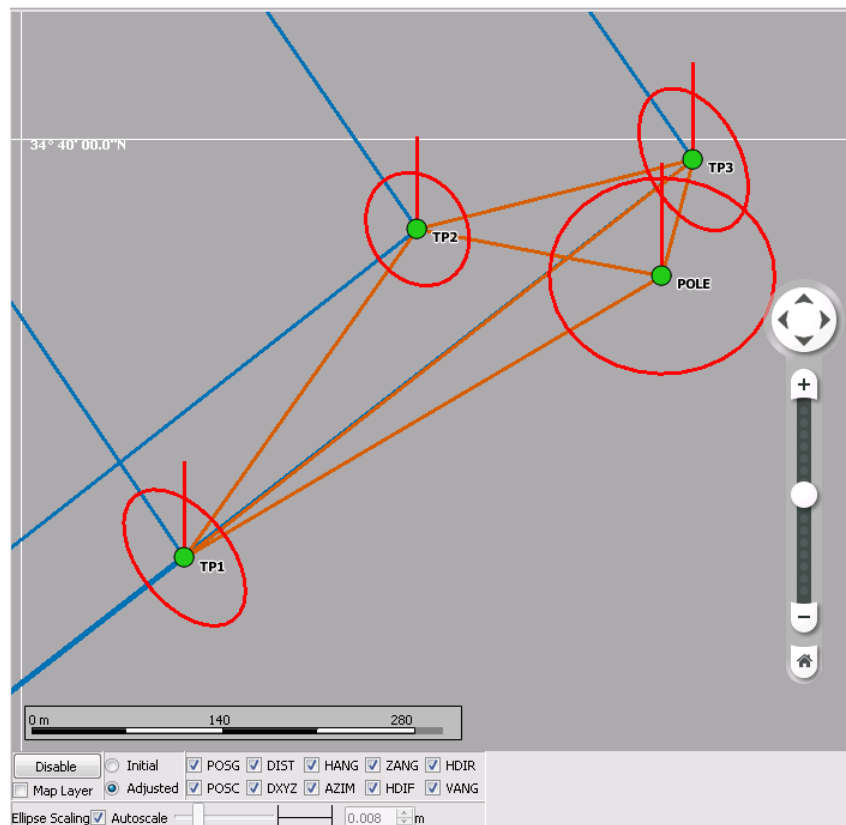 34° 40' 00.0"N
TP3
TP2
POLE
TP1
0 m 140 280
Disable Initial POSG DIST HANG ZANG HDIR
Map Layer Adjusted POSC DXYZ AZIM HDIF VANG
Ellipse Scaling Autoscale 0.008 m